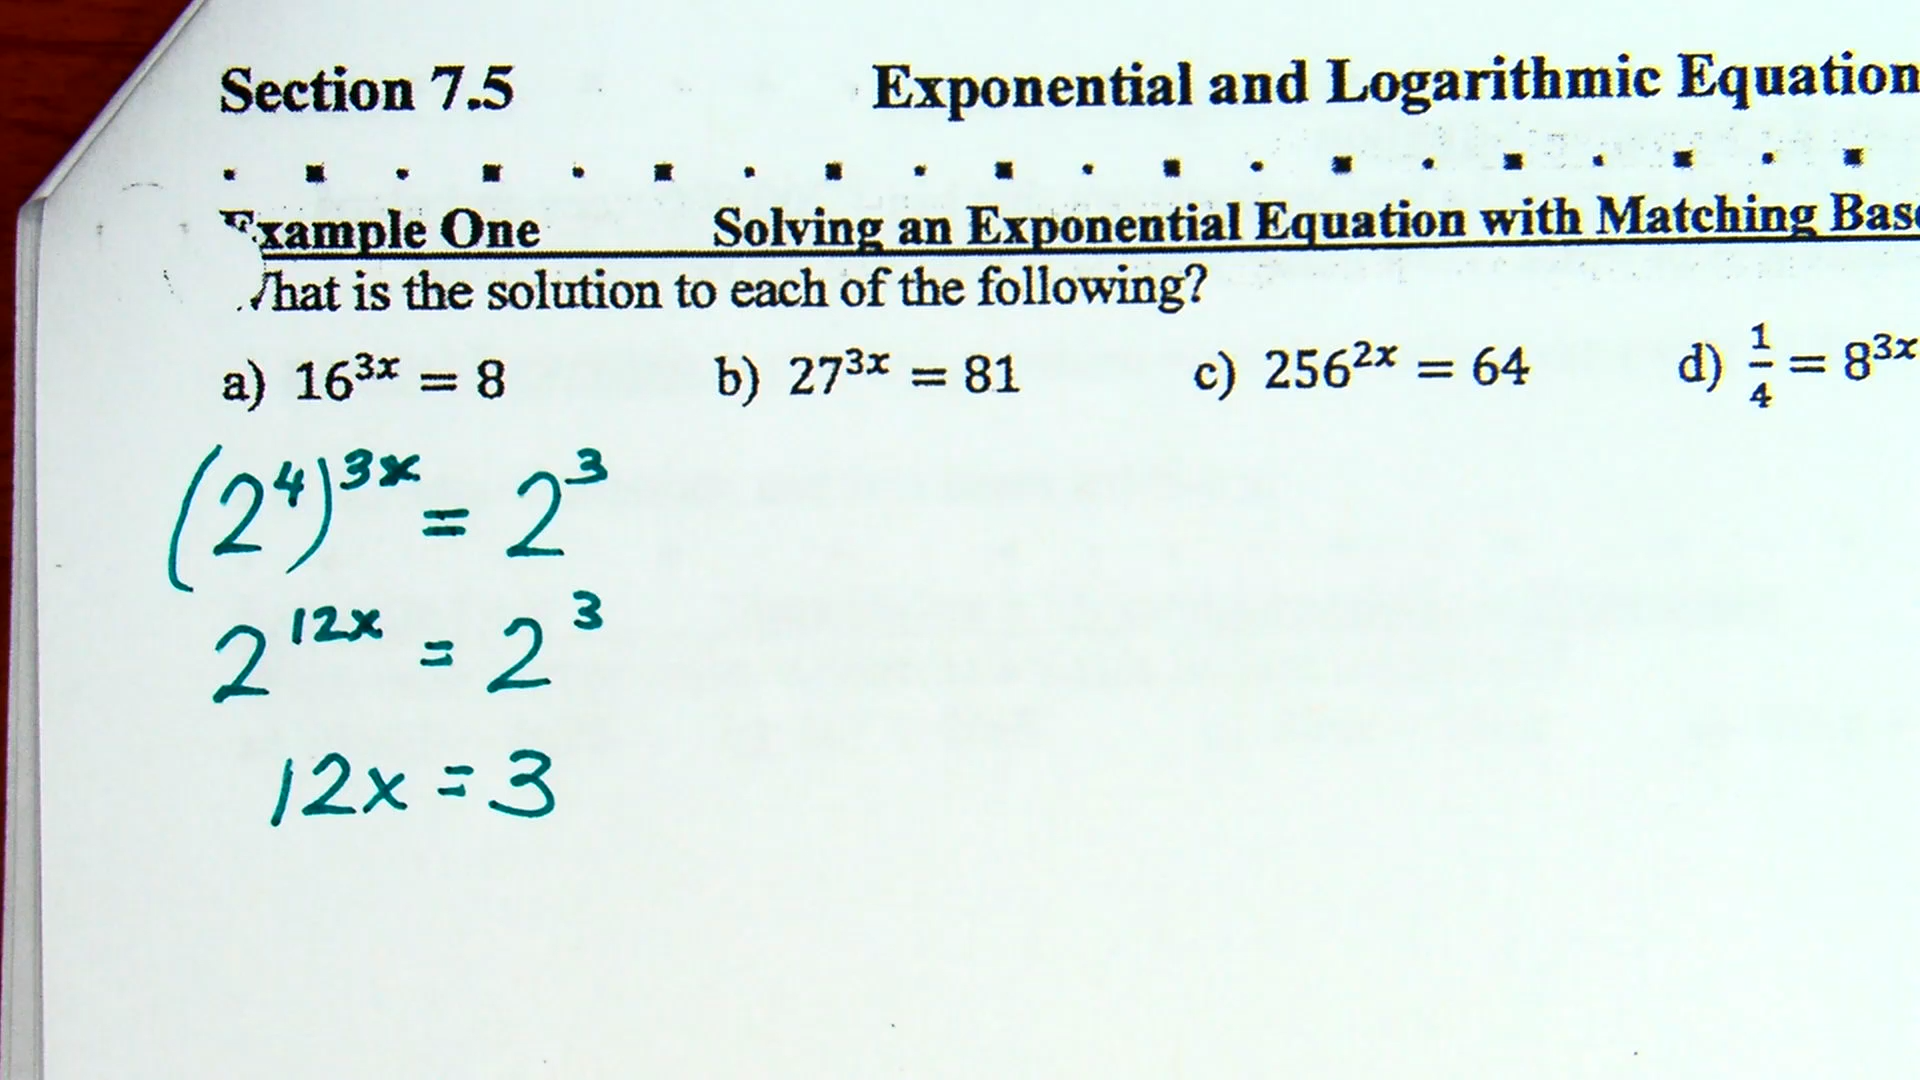 Section 7.5 Exponential and Logarithmic Equation
Example One Solving an Exponential Equation with Matching Bas
What is the solution to each of the following?
a) 16^{3x} = 8 b) 27^{3x} = 81 c) 256^{2x} = 64 d) 1/4 = 8^{3x}
(2^4)^{3x} = 2^3
2^{12x} = 2^3
12x = 3